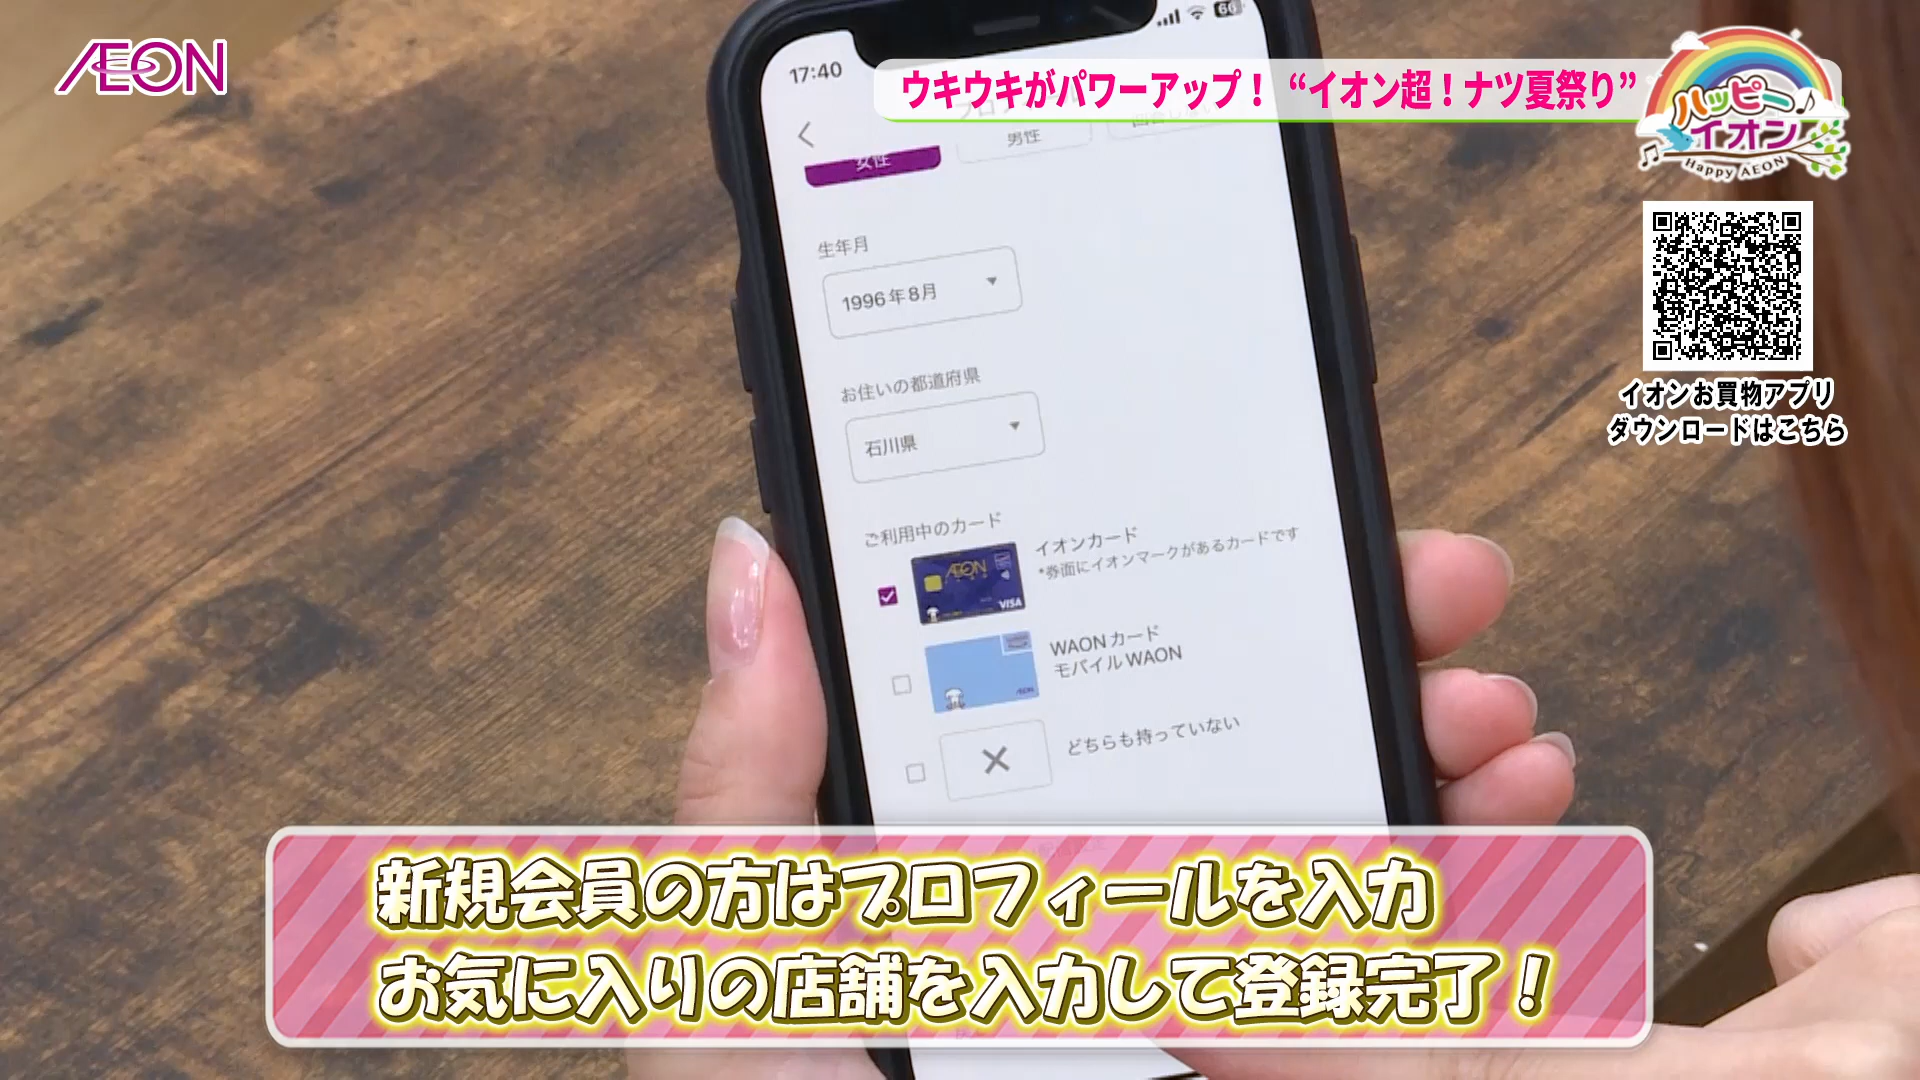 ÆON
17:40
66
ウキウキがパワーアップ！“イオン超！ナツ夏祭り”
ハッピー
イオン
Happy AEON
女性
男性
イオンお買物アプリ
ダウンロードはこちら
生年月
1996年8月
お住いの都道府県
石川県
ご利用中のカード
イオンカード
*券面にイオンマークがあるカードです
ÆON
VISA
WAON カード
モバイル WAON
ÆON
どちらも持っていない
新規会員の方はプロフィールを入力
お気に入りの店舗を入力して登録完了！